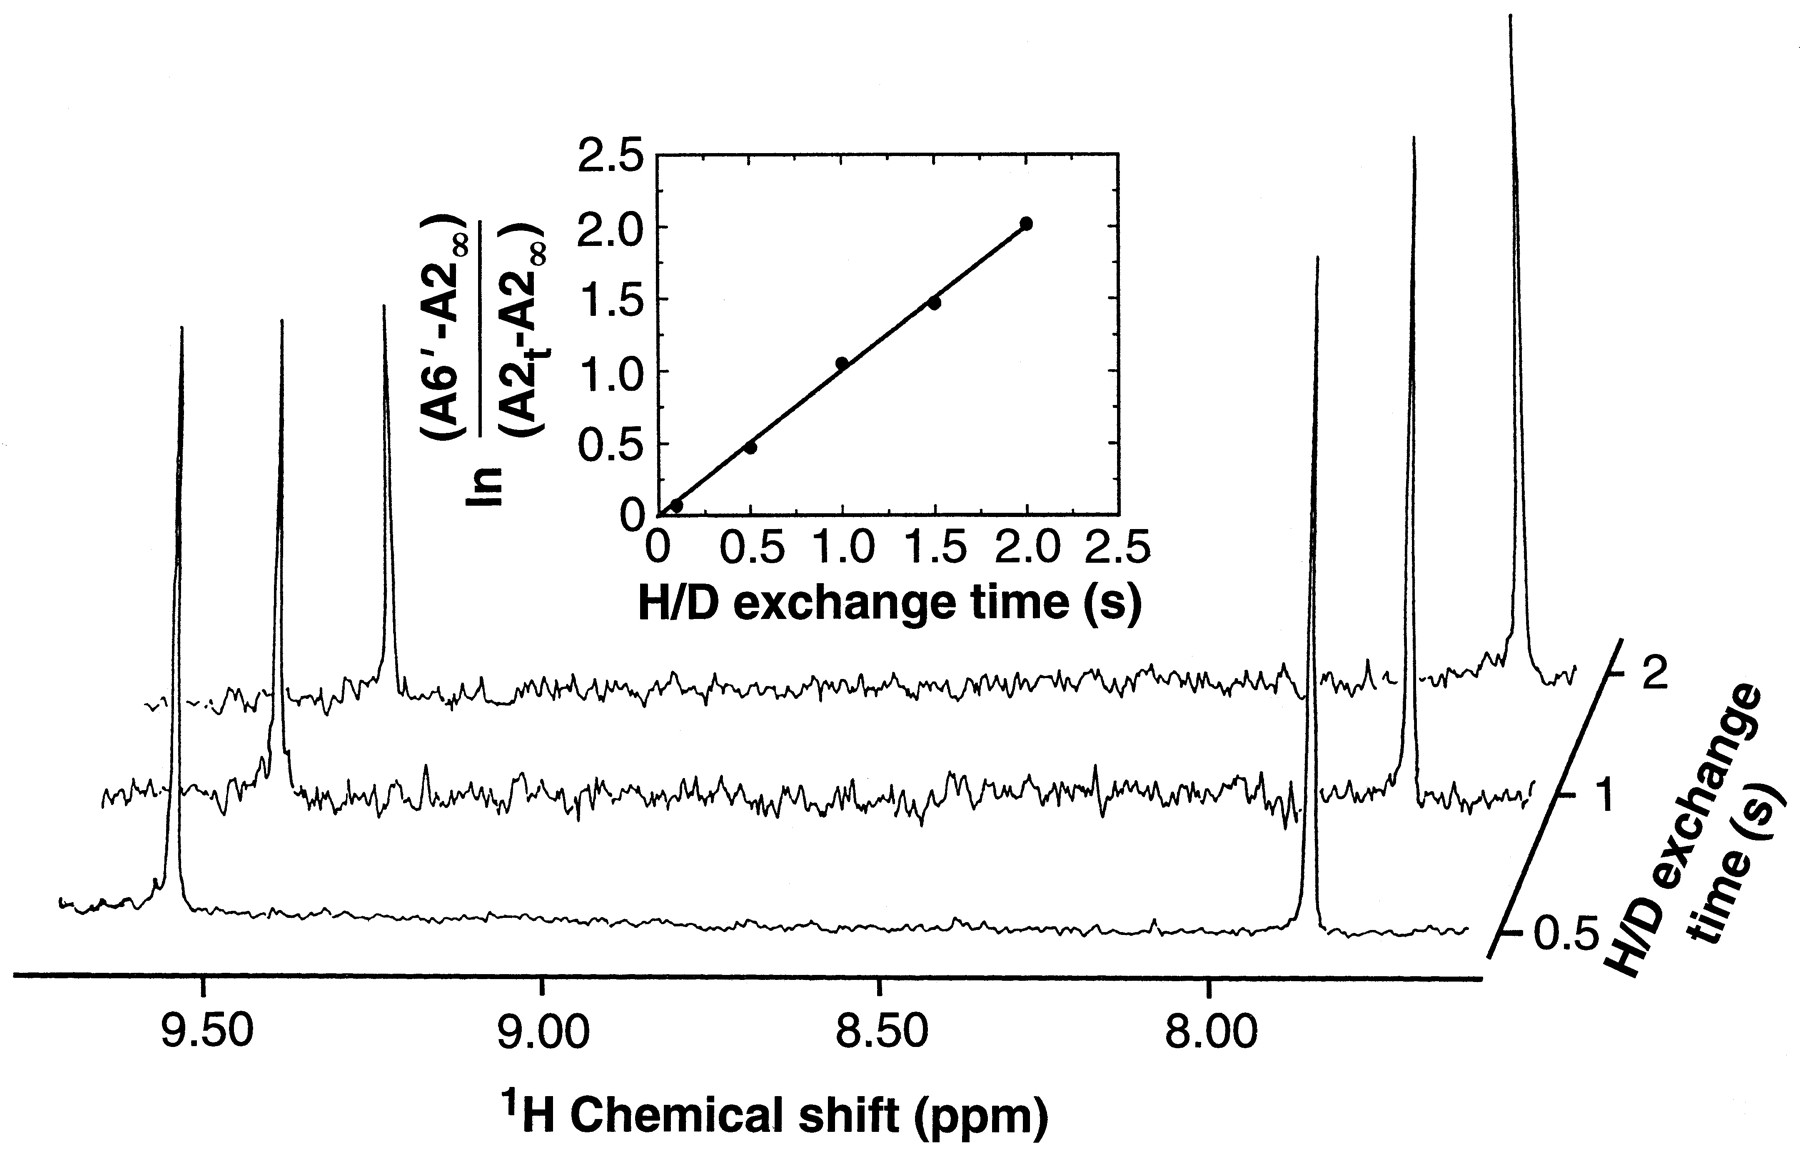 2.5
2.0
1.5
1.0
0.5
0
0 0.5 1.0 1.5 2.0 2.5
H/D exchange time (s)
ln (A6′-A2∞)
(A2t-A2∞)
2
1
0.5
H/D exchange
time (s)
9.50 9.00 8.50 8.00
¹H Chemical shift (ppm)